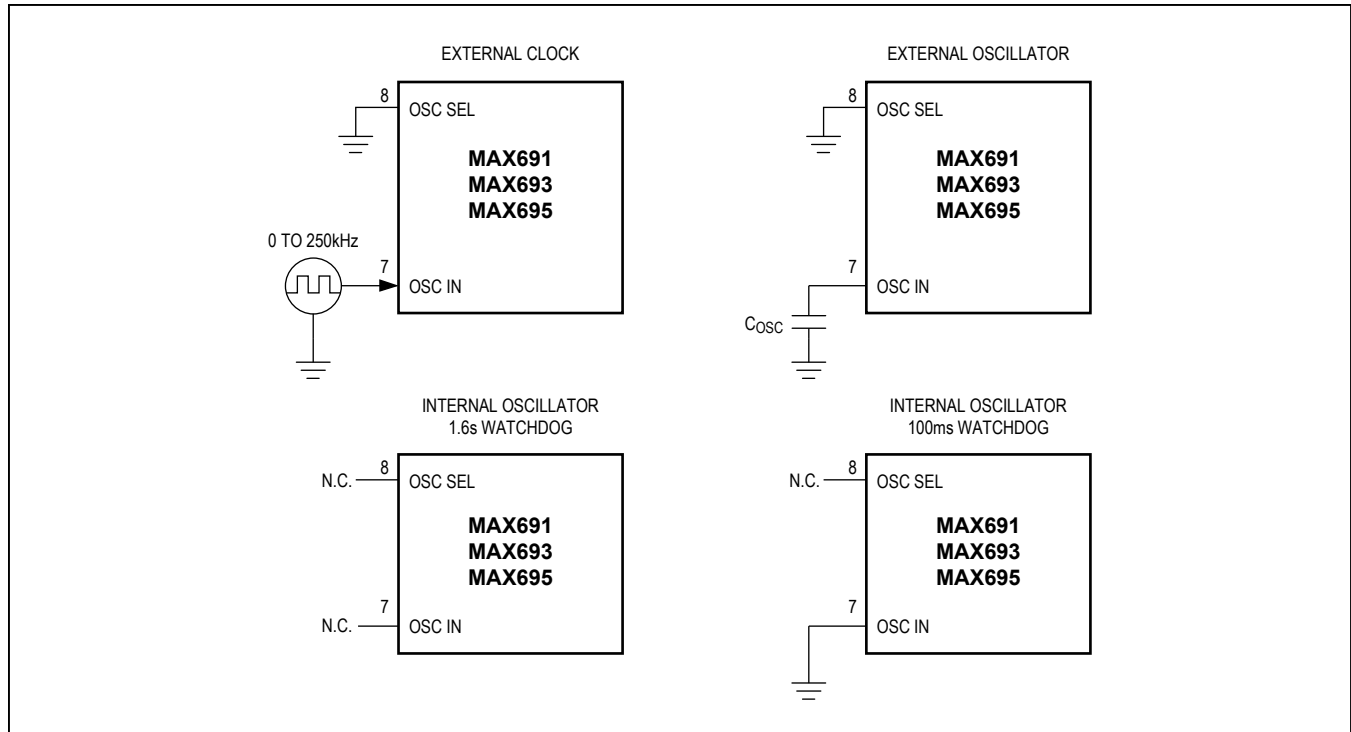 EXTERNAL CLOCK
8
OSC SEL
MAX691
MAX693
MAX695
0 TO 250kHz
7
OSC IN
EXTERNAL OSCILLATOR
8
OSC SEL
MAX691
MAX693
MAX695
7
OSC IN
COSC
INTERNAL OSCILLATOR
1.6s WATCHDOG
N.C.
8
OSC SEL
MAX691
MAX693
MAX695
N.C.
7
OSC IN
INTERNAL OSCILLATOR
100ms WATCHDOG
N.C.
8
OSC SEL
MAX691
MAX693
MAX695
7
OSC IN